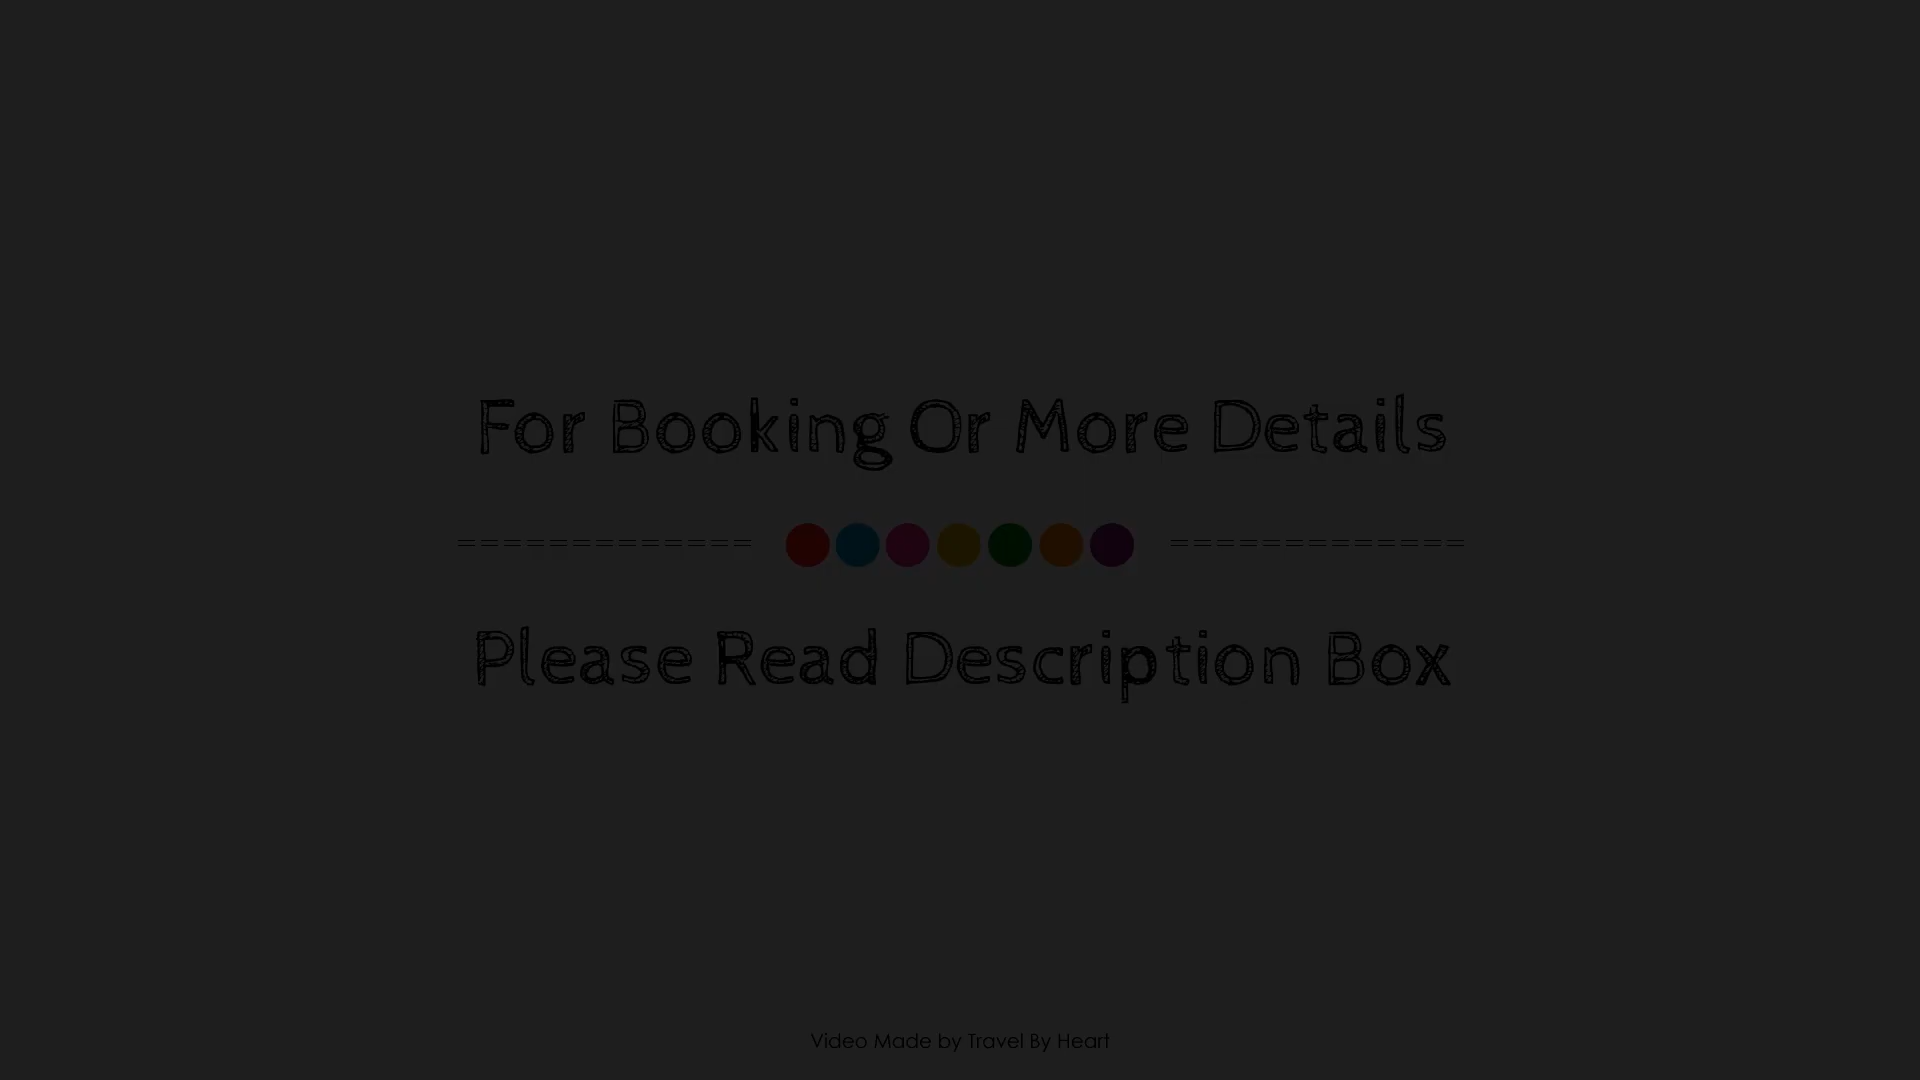 For Booking Or More Details
============= =============
Please Read Description Box
Video Made by Travel By Heart